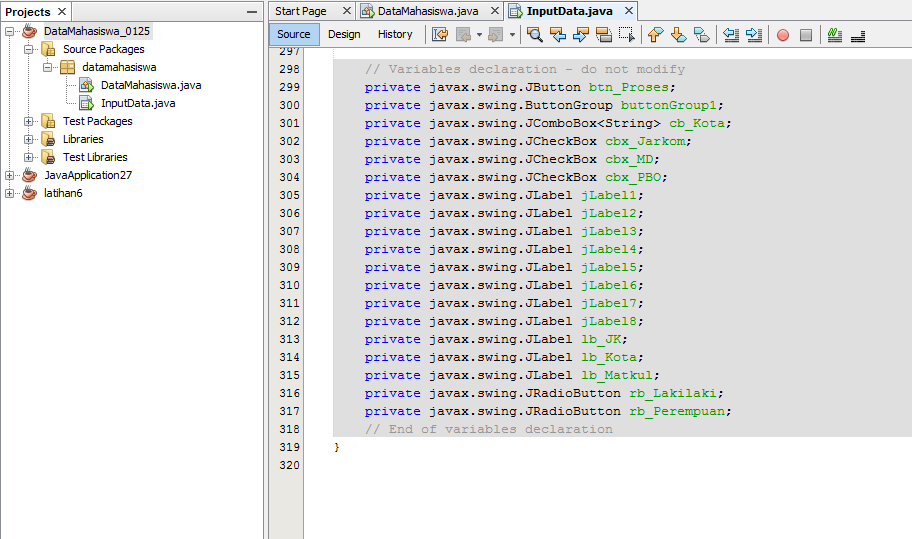 Projects
DataMahasiswa_0125
Source Packages
datamahasiswa
DataMahasiswa.java
InputData.java
Test Packages
Libraries
Test Libraries
JavaApplication27
latihan6
Start Page DataMahasiswa.java InputData.java
Source Design History
297
298 // Variables declaration - do not modify
299 private javax.swing.JButton btn_Proses;
300 private javax.swing.ButtonGroup buttonGroup1;
301 private javax.swing.JComboBox<String> cb_Kota;
302 private javax.swing.JCheckBox cbx_Jarkom;
303 private javax.swing.JCheckBox cbx_MD;
304 private javax.swing.JCheckBox cbx_PBO;
305 private javax.swing.JLabel jLabel1;
306 private javax.swing.JLabel jLabel2;
307 private javax.swing.JLabel jLabel3;
308 private javax.swing.JLabel jLabel4;
309 private javax.swing.JLabel jLabel5;
310 private javax.swing.JLabel jLabel6;
311 private javax.swing.JLabel jLabel7;
312 private javax.swing.JLabel jLabel8;
313 private javax.swing.JLabel lb_JK;
314 private javax.swing.JLabel lb_Kota;
315 private javax.swing.JLabel lb_Matkul;
316 private javax.swing.JRadioButton rb_Lakilaki;
317 private javax.swing.JRadioButton rb_Perempuan;
318 // End of variables declaration
319 }
320